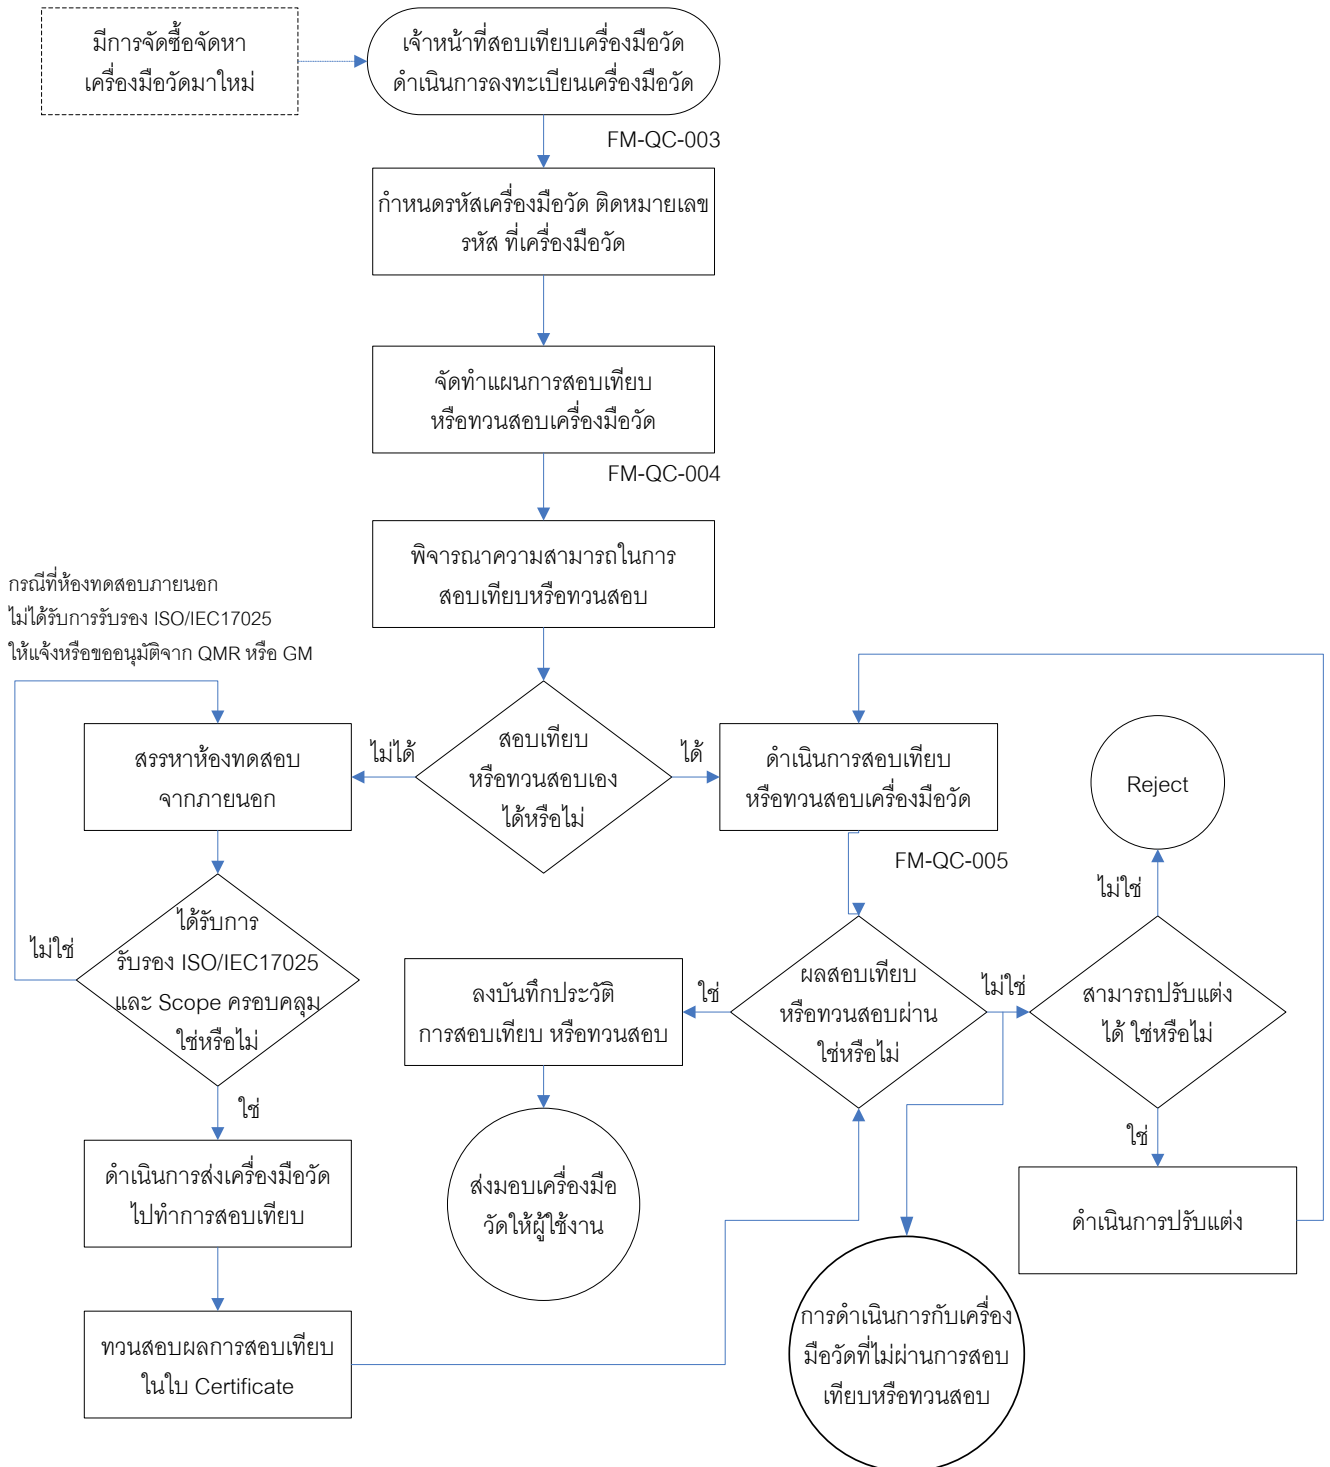 มีการจัดซื้อจัดหา
เครื่องมือวัดมาใหม่
เจ้าหน้าที่สอบเทียบเครื่องมือวัด
ดำเนินการลงทะเบียนเครื่องมือวัด
FM-QC-003
กำหนดรหัสเครื่องมือวัด ติดหมายเลข
รหัส ที่เครื่องมือวัด
จัดทำแผนการสอบเทียบ
หรือทวนสอบเครื่องมือวัด
FM-QC-004
พิจารณาความสามารถในการ
สอบเทียบหรือทวนสอบ
กรณีที่ห้องทดสอบภายนอก
ไม่ได้รับการรับรอง ISO/IEC17025
ให้แจ้งหรือขออนุมัติจาก QMR หรือ GM
สรรหาห้องทดสอบ
จากภายนอก
ไม่ได้
สอบเทียบ
หรือทวนสอบเอง
ได้หรือไม่
ได้
ดำเนินการสอบเทียบ
หรือทวนสอบเครื่องมือวัด
Reject
FM-QC-005
ไม่ใช่
ได้รับการ
รับรอง ISO/IEC17025
และ Scope ครอบคลุม
ใช่หรือไม่
ไม่ใช่
ลงบันทึกประวัติ
การสอบเทียบ หรือทวนสอบ
ใช่
ผลสอบเทียบ
หรือทวนสอบผ่าน
ใช่หรือไม่
ไม่ใช่
สามารถปรับแต่ง
ได้ ใช่หรือไม่
ใช่
ใช่
ดำเนินการส่งเครื่องมือวัด
ไปทำการสอบเทียบ
ส่งมอบเครื่องมือ
วัดให้ผู้ใช้งาน
ดำเนินการปรับแต่ง
ทวนสอบผลการสอบเทียบ
ในใบ Certificate
การดำเนินการกับเครื่อง
มือวัดที่ไม่ผ่านการสอบ
เทียบหรือทวนสอบ